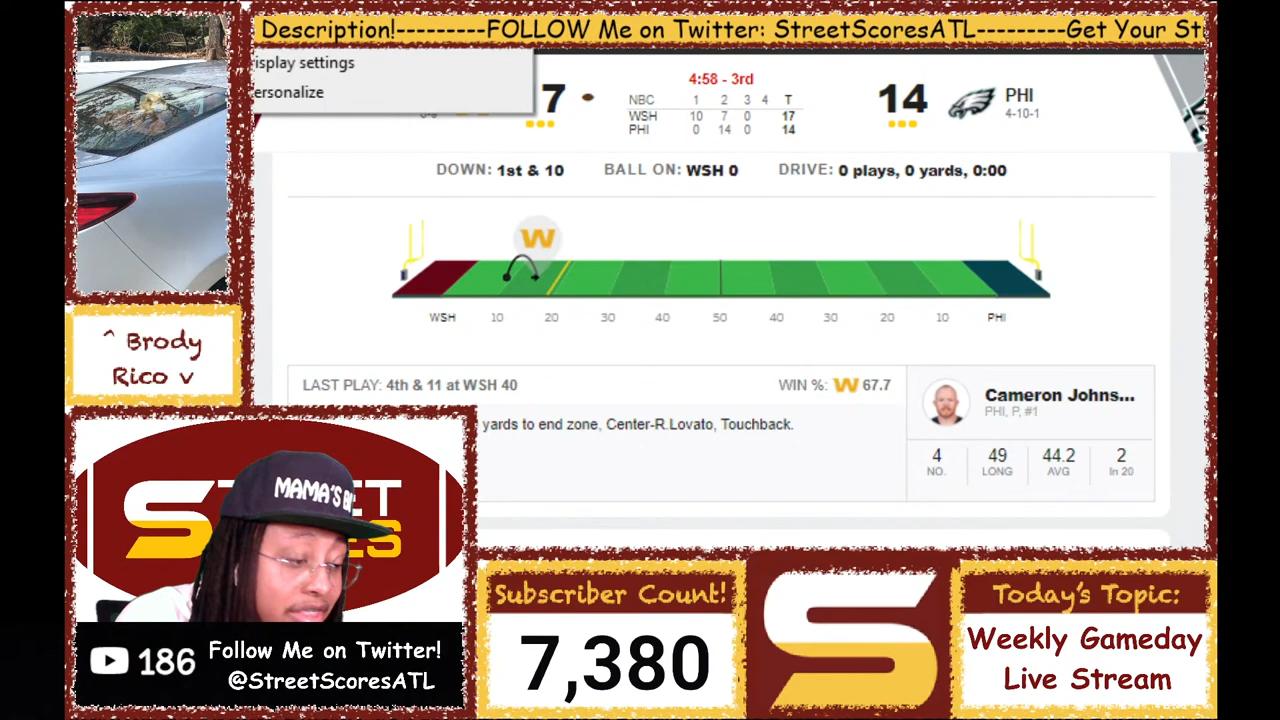 Description!---------FOLLOW Me on Twitter: StreetScoresATL---------Get Your St
isplay settings
ersonalize
7
4:58 - 3rd
NBC 1 2 3 4 T
WSH 10 7 0 17
PHI 0 14 0 14
14
PHI
4-10-1
DOWN: 1st & 10
BALL ON: WSH 0
DRIVE: 0 plays, 0 yards, 0:00
W
WSH 10 20 30 40 50 40 30 20 10 PHI
LAST PLAY: 4th & 11 at WSH 40
WIN %: W 67.7
yards to end zone, Center-R.Lovato, Touchback.
Cameron Johns...
PHI, P, #1
4 49 44.2 2
NO. LONG AVG In 20
^ Brody
Rico v
MAMA'S B
186
Follow Me on Twitter!
@StreetScoresATL
Subscriber Count!
7,380
S
Today's Topic:
Weekly Gameday
Live Stream